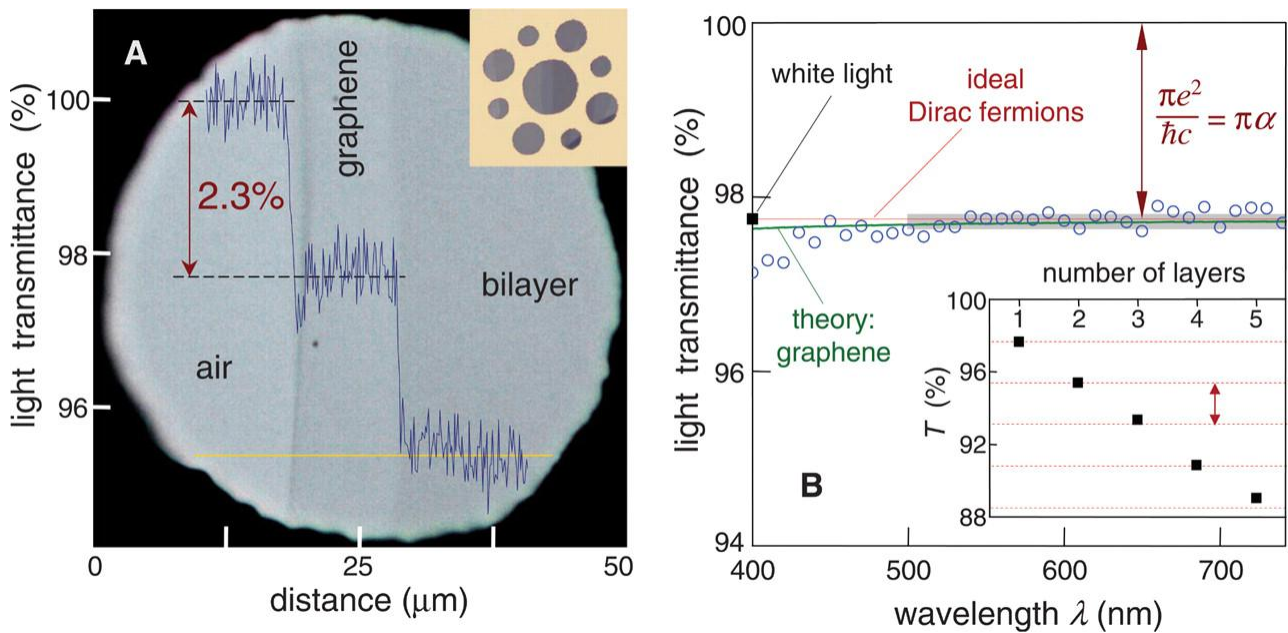 A
light transmittance (%)
100
98
96
2.3%
graphene
bilayer
air
0
25
50
distance (μm)
light transmittance (%)
100
98
96
94
white light
ideal
Dirac fermions
πe²/ħc = πα
theory:
graphene
number of layers
1 2 3 4 5
T (%)
100
96
92
88
B
400 500 600 700
wavelength λ (nm)